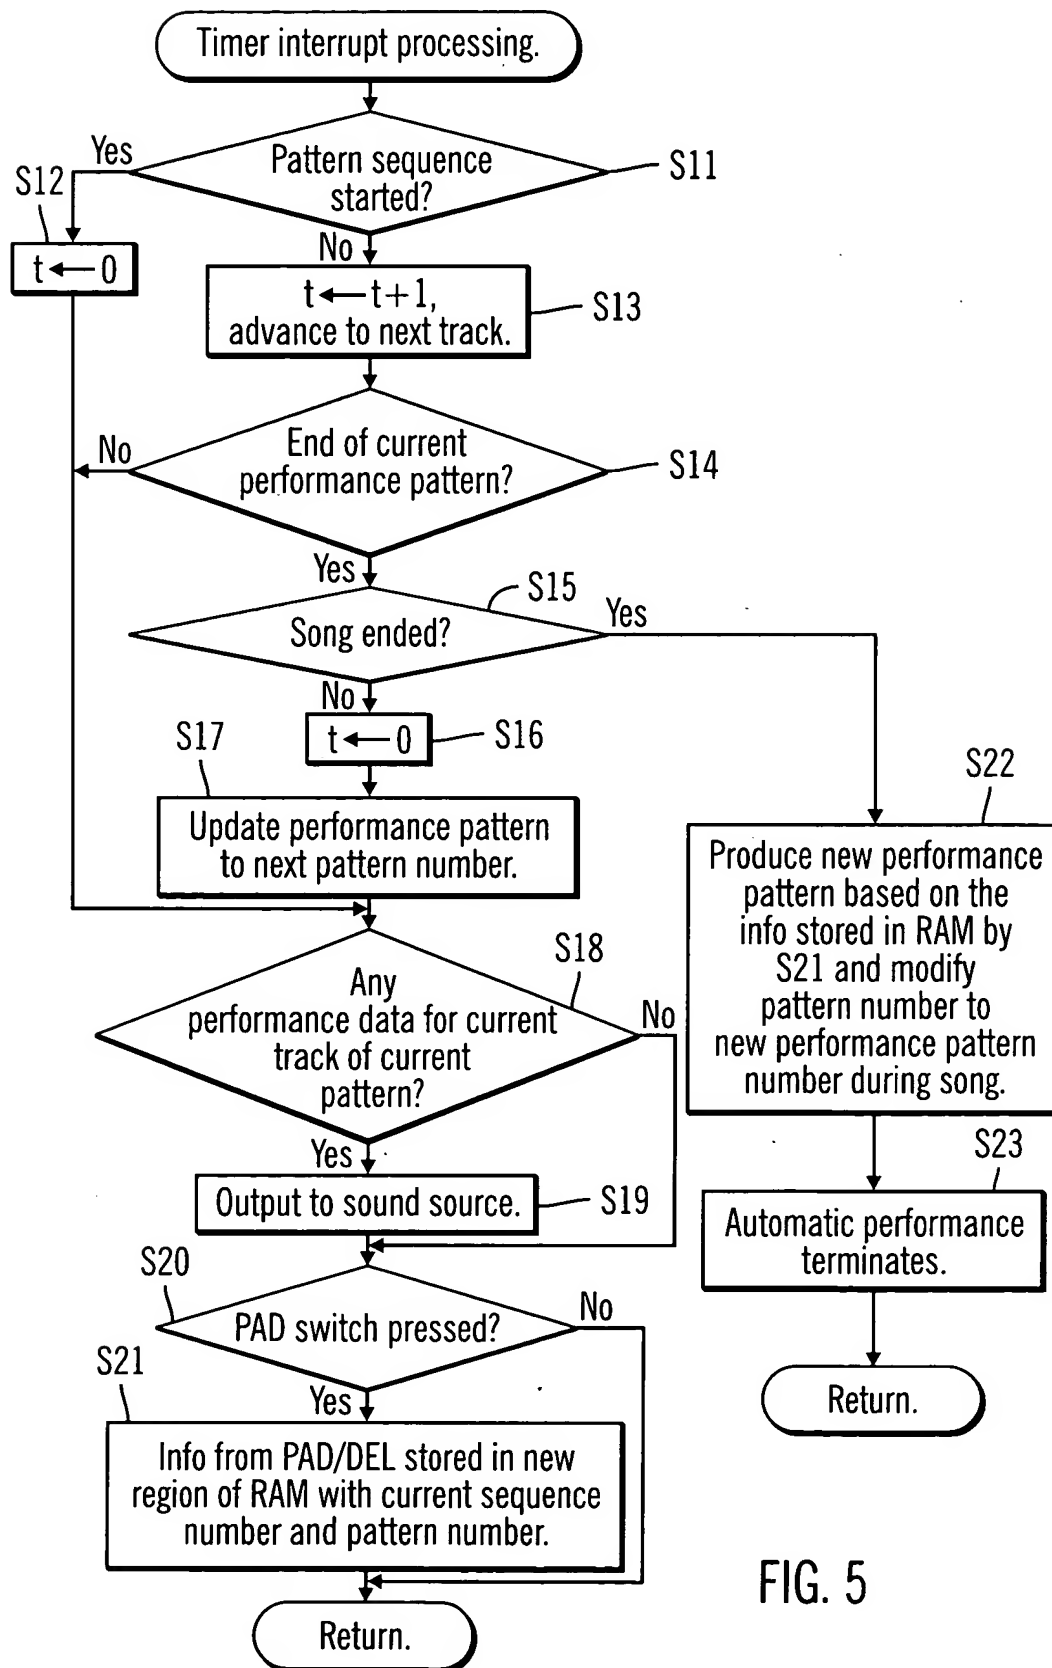 Timer interrupt processing.
Yes
Pattern sequence
started?
S11
S12
No
t ← 0
t ← t+1,
advance to next track.
S13
No
End of current
performance pattern?
S14
Yes
S15
Song ended?
Yes
No
t ← 0
S16
S17
Update performance pattern
to next pattern number.
S22
Produce new performance
pattern based on the
info stored in RAM by
S21 and modify
pattern number to
new performance pattern
number during song.
S18
Any
performance data for current
track of current
pattern?
No
Yes
Output to sound source.
S19
S23
Automatic performance
terminates.
S20
PAD switch pressed?
No
Return.
S21
Yes
Info from PAD/DEL stored in new
region of RAM with current sequence
number and pattern number.
Return.
FIG. 5